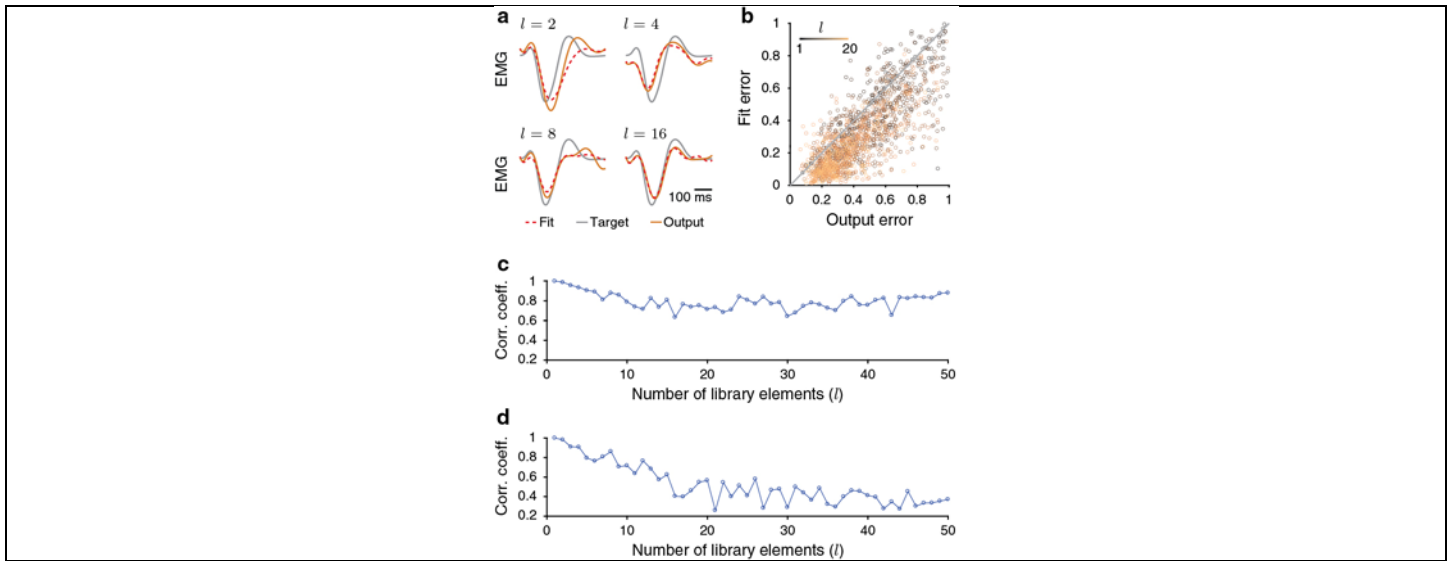 a
l = 2
l = 4
EMG
l = 8
l = 16
EMG
100 ms
Fit
Target
Output
b
1
l
1 20
0.8
0.6
0.4
0.2
0
Fit error
0 0.2 0.4 0.6 0.8 1
Output error
c
1
0.8
0.6
0.4
0.2
Corr. coeff.
0 10 20 30 40 50
Number of library elements (l)
d
1
0.8
0.6
0.4
0.2
Corr. coeff.
0 10 20 30 40 50
Number of library elements (l)